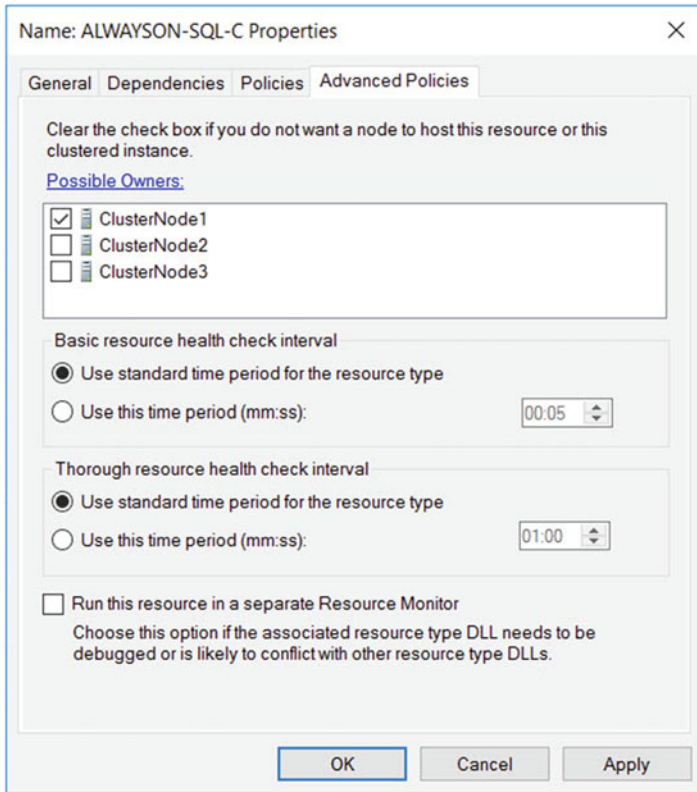 Name: ALWAYSON-SQL-C Properties
General Dependencies Policies Advanced Policies
Clear the check box if you do not want a node to host this resource or this
clustered instance.
Possible Owners:
ClusterNode1
ClusterNode2
ClusterNode3
Basic resource health check interval
Use standard time period for the resource type
Use this time period (mm:ss): 00:05
Thorough resource health check interval
Use standard time period for the resource type
Use this time period (mm:ss): 01:00
Run this resource in a separate Resource Monitor
Choose this option if the associated resource type DLL needs to be
debugged or is likely to conflict with other resource type DLLs.
OK Cancel Apply